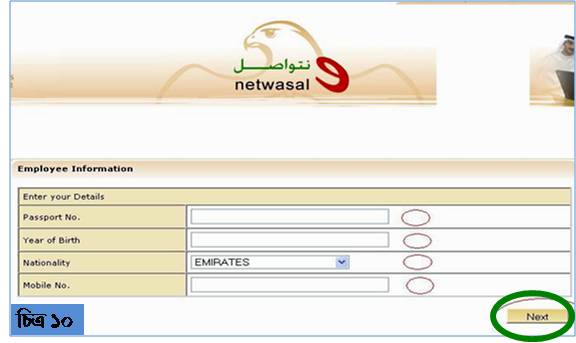 نتواصل
netwasal
Employee Information
Enter your Details
Passport No.
Year of Birth
Nationality EMIRATES
Mobile No.
চিত্র ১০
Next